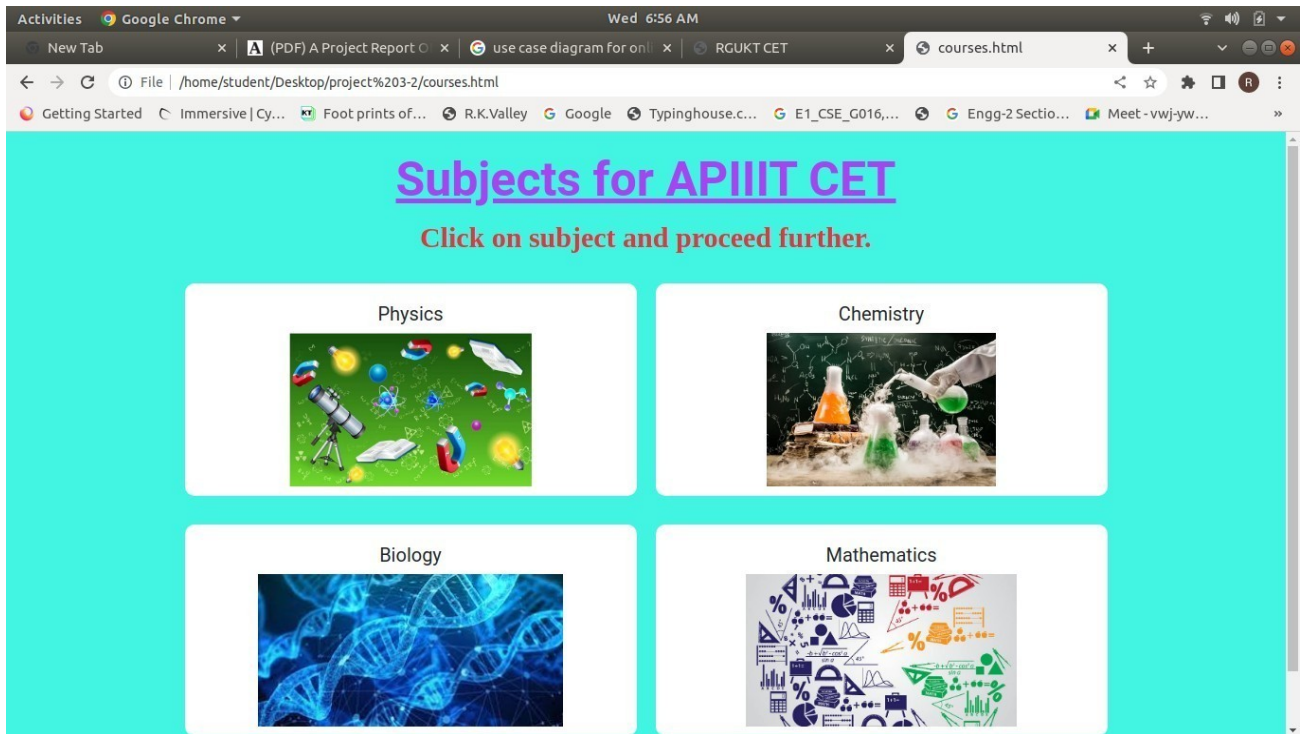 Activities Google Chrome Wed 6:56 AM
New Tab (PDF) A Project Report O use case diagram for onli RGUKT CET courses.html
File /home/student/Desktop/project%203-2/courses.html R
Getting Started Immersive | Cy... KT Foot prints of... R.K.Valley Google Typinghouse.c... E1_CSE_G016,... Engg-2 Sectio... Meet - vwj-yw... »
Subjects for APIIIT CET
Click on subject and proceed further.
Physics Chemistry
Biology Mathematics